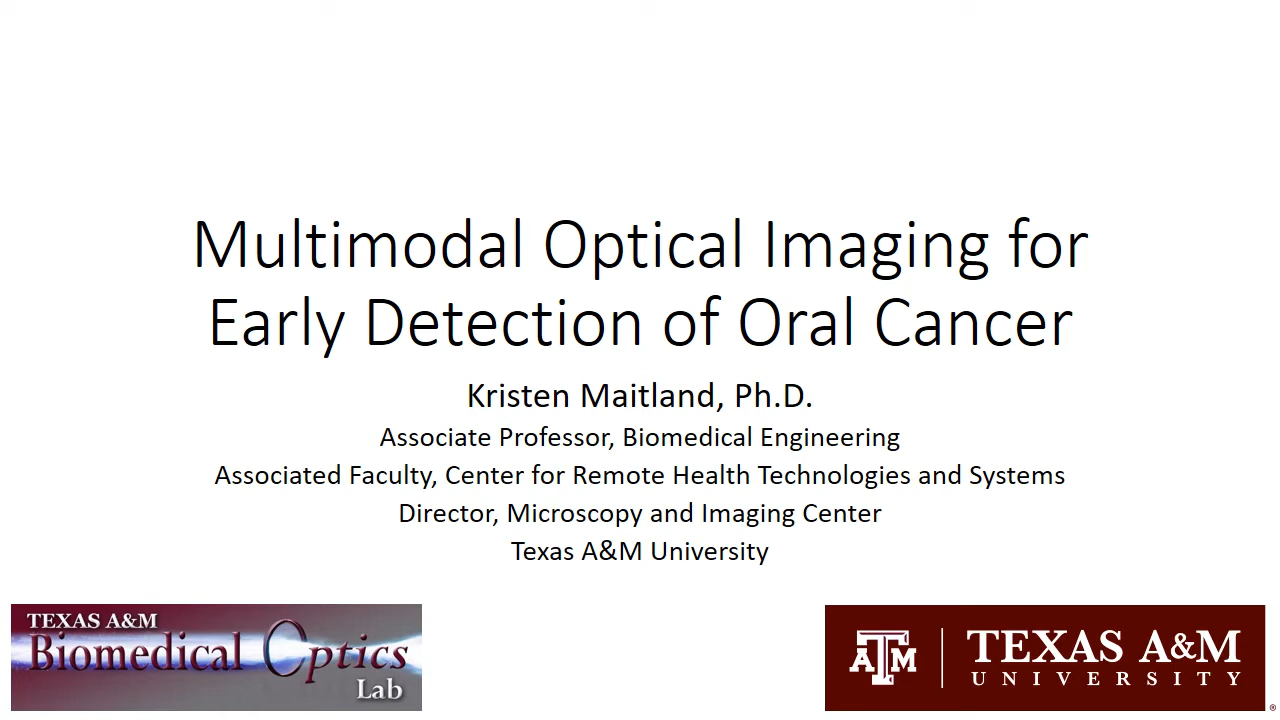 Multimodal Optical Imaging for
Early Detection of Oral Cancer
Kristen Maitland, Ph.D.
Associate Professor, Biomedical Engineering
Associated Faculty, Center for Remote Health Technologies and Systems
Director, Microscopy and Imaging Center
Texas A&M University
TEXAS A&M
Biomedical Optics
Lab
ATM
TEXAS A&M
UNIVERSITY
®